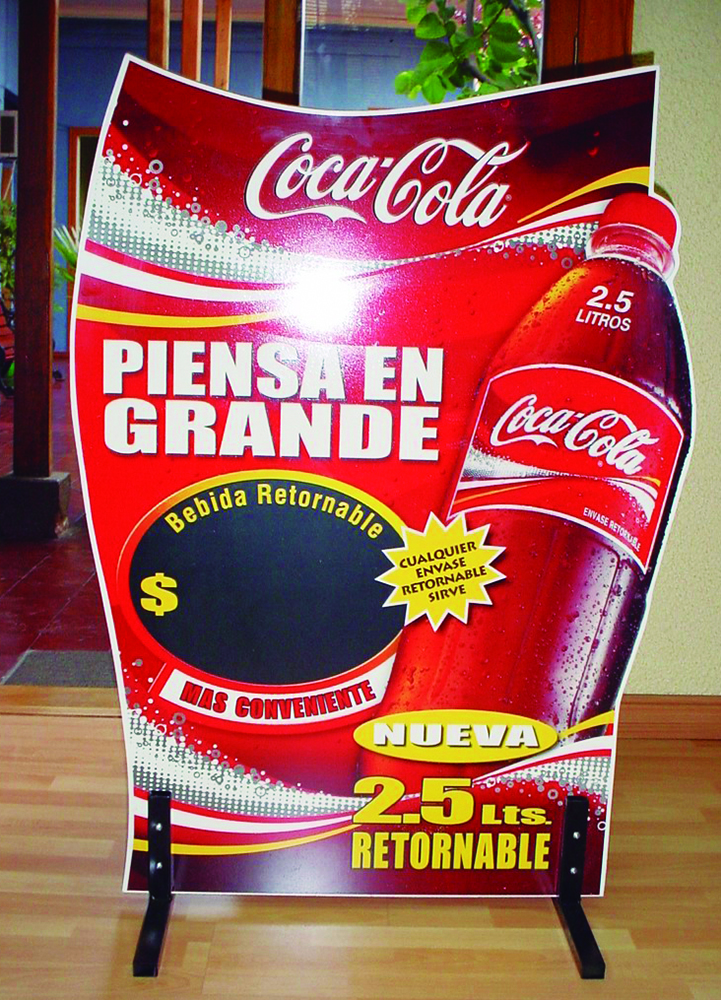 Coca-Cola
2.5
LITROS
PIENSA EN
GRANDE
Coca-Cola
ENVASE RETORNABLE
Bebida Retornable
$
CUALQUIER
ENVASE
RETORNABLE
SIRVE
MAS CONVENIENTE
NUEVA
2.5 Lts.
RETORNABLE